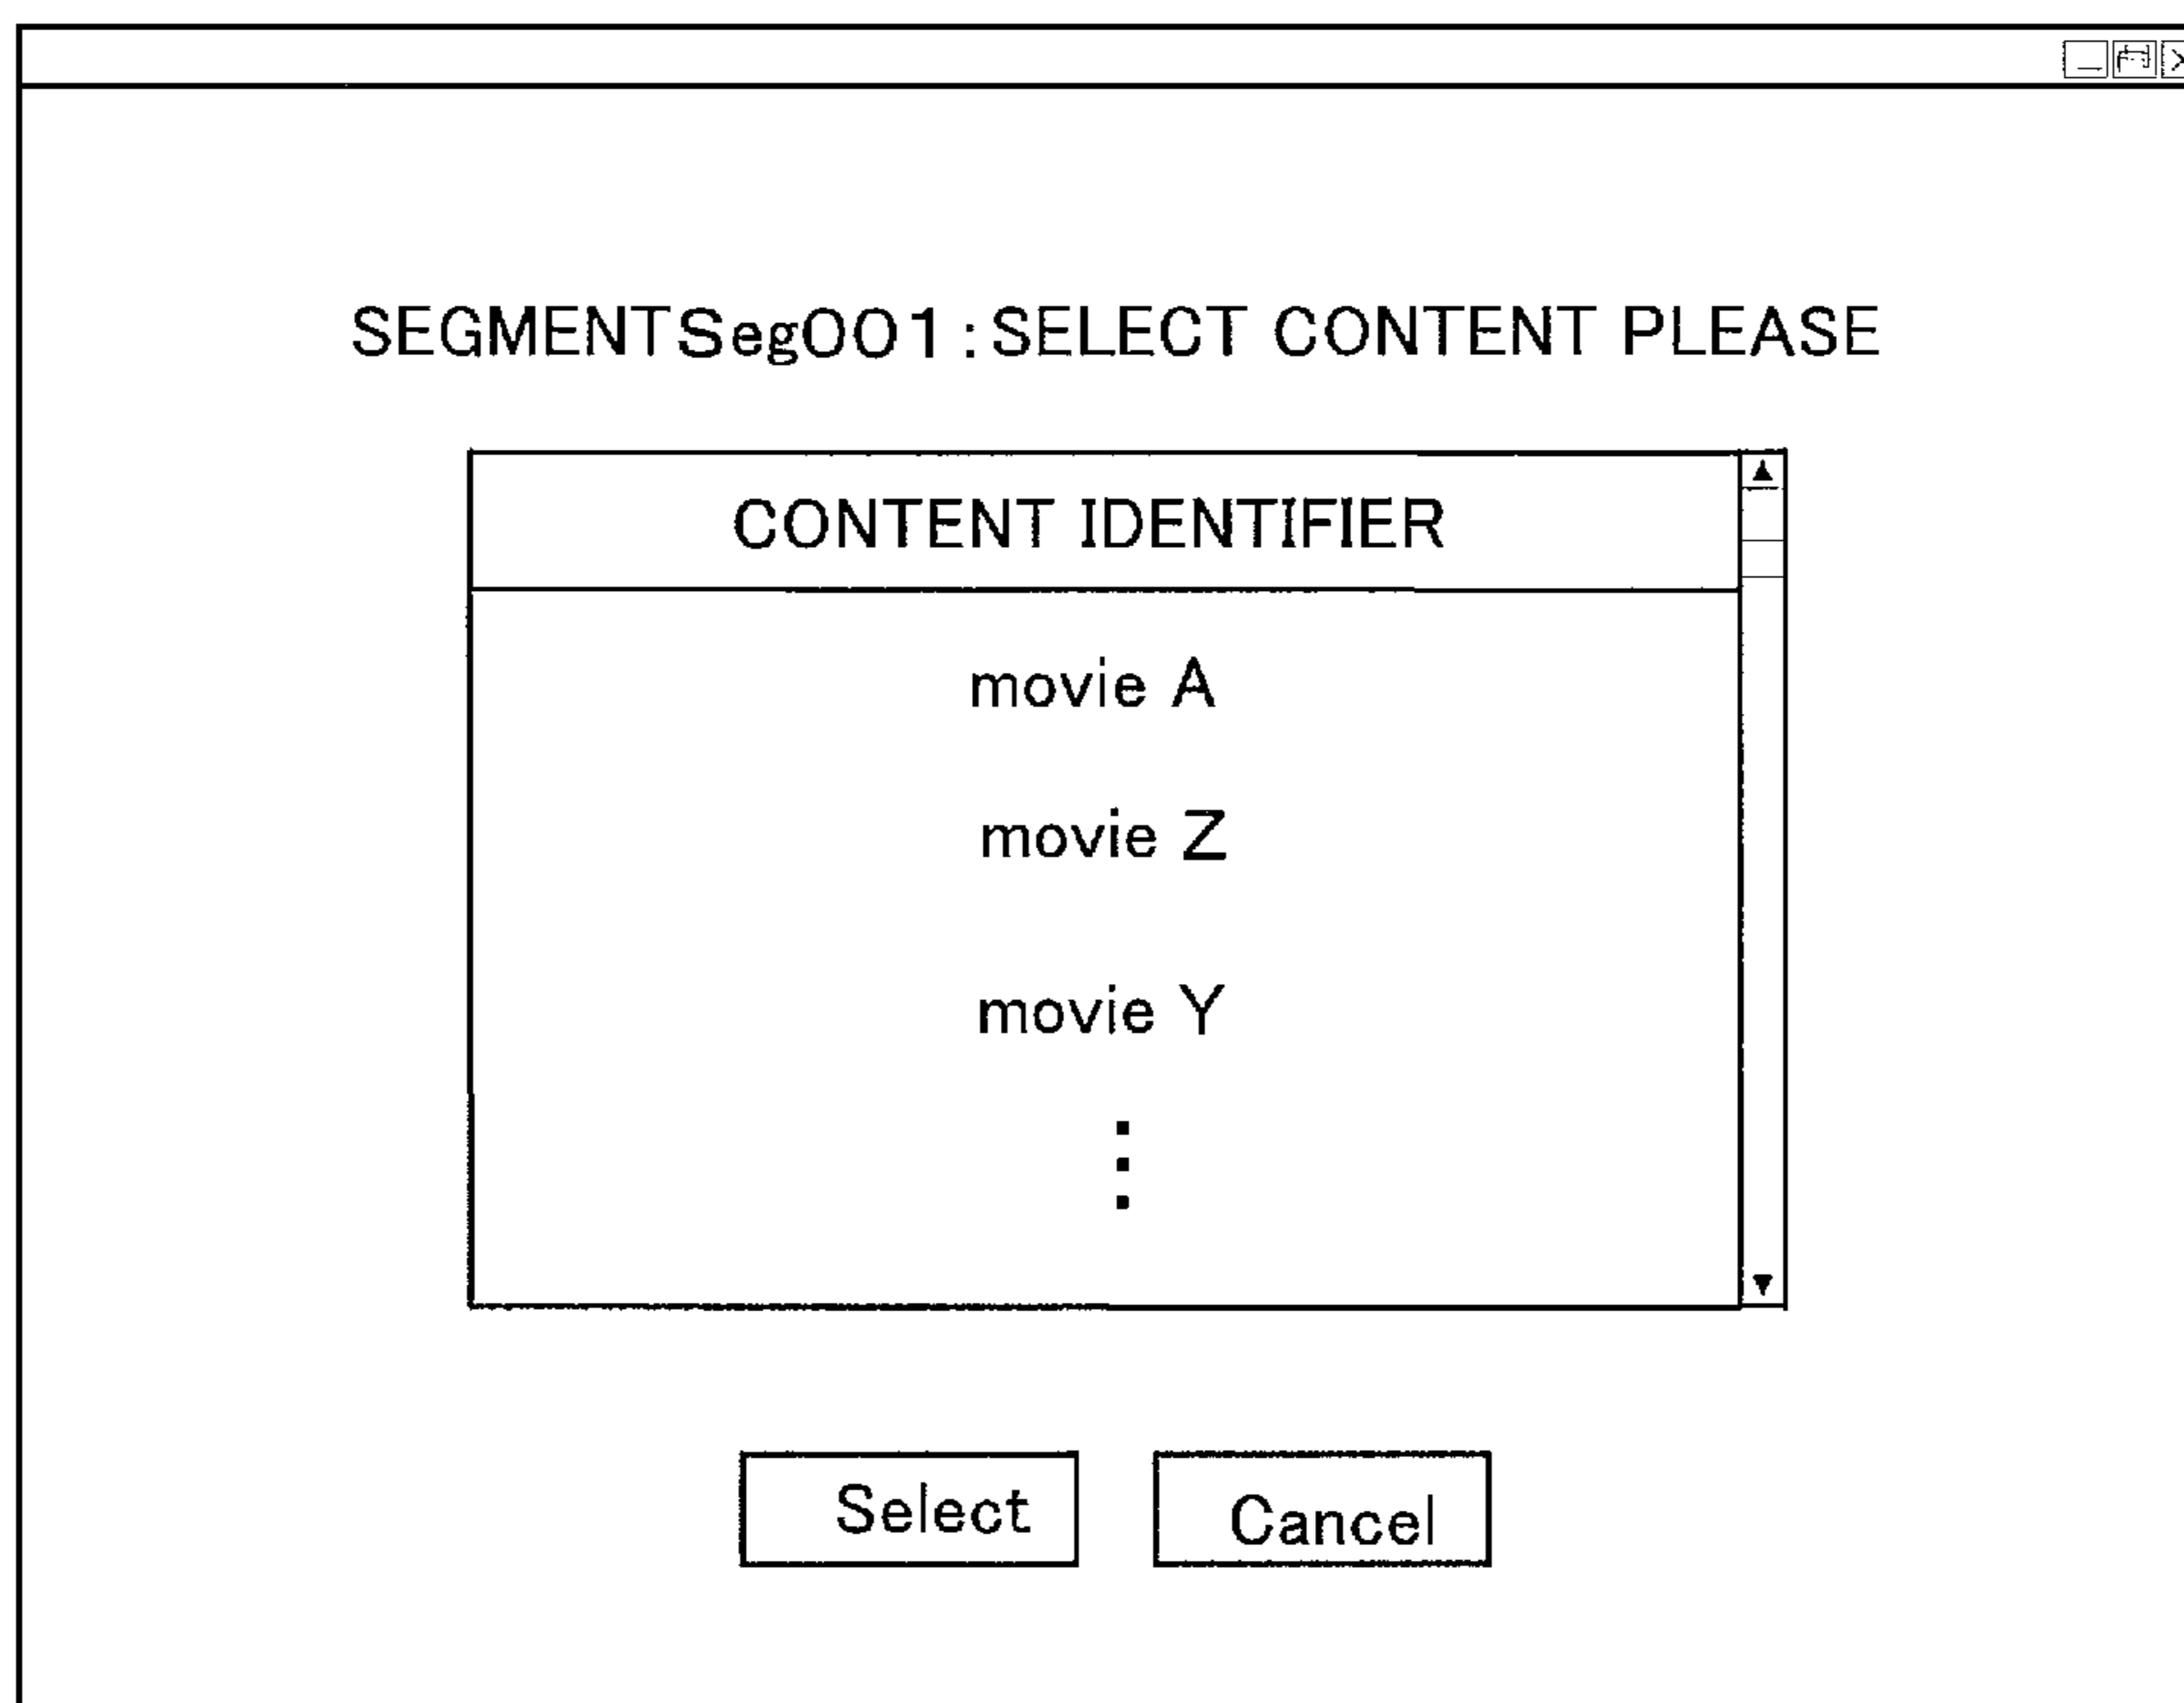 SEGMENTSeg001:SELECT CONTENT PLEASE
CONTENT IDENTIFIER
movie A
movie Z
movie Y
Select
Cancel